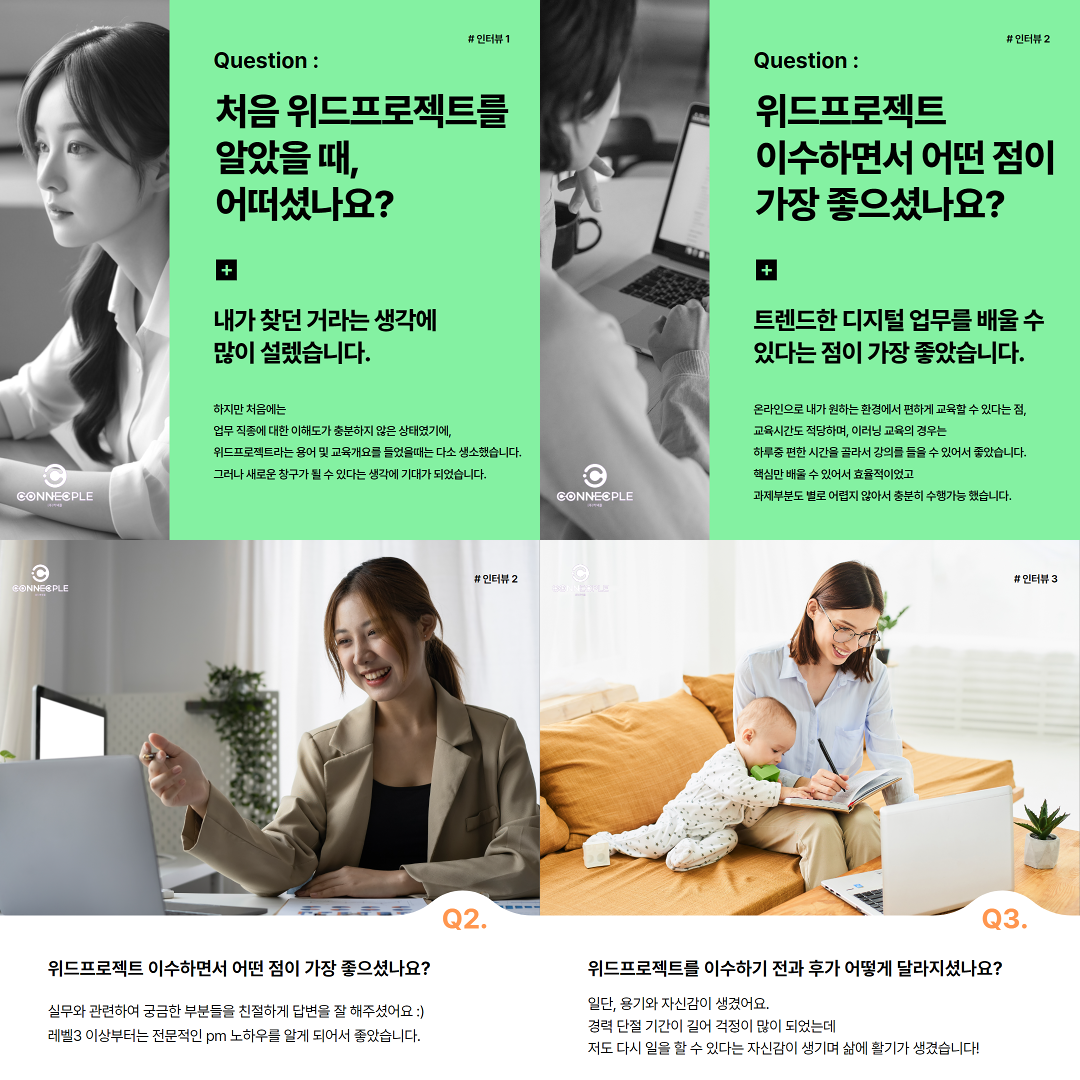 # 인터뷰 1
Question :
처음 위드프로젝트를
알았을 때,
어떠셨나요?
내가 찾던 거라는 생각에
많이 설렜습니다.
하지만 처음에는
업무 직종에 대한 이해도가 충분하지 않은 상태였기에,
위드프로젝트라는 용어 및 교육개요를 들었을때는 다소 생소했습니다.
그러나 새로운 창구가 될 수 있다는 생각에 기대가 되었습니다.
CONNECPLE
# 인터뷰 2
Question :
위드프로젝트
이수하면서 어떤 점이
가장 좋으셨나요?
트렌드한 디지털 업무를 배울 수
있다는 점이 가장 좋았습니다.
온라인으로 내가 원하는 환경에서 편하게 교육할 수 있다는 점,
교육시간도 적당하며, 이러닝 교육의 경우는
하루중 편한 시간을 골라서 강의를 들을 수 있어서 좋았습니다.
핵심만 배울 수 있어서 효율적이었고
과제부분도 별로 어렵지 않아서 충분히 수행가능 했습니다.
CONNECPLE
CONNECPLE
# 인터뷰 2
Q2.
위드프로젝트 이수하면서 어떤 점이 가장 좋으셨나요?
실무와 관련하여 궁금한 부분들을 친절하게 답변을 잘 해주셨어요 :)
레벨3 이상부터는 전문적인 pm 노하우를 알게 되어서 좋았습니다.
CONNECPLE
# 인터뷰 3
Q3.
위드프로젝트를 이수하기 전과 후가 어떻게 달라지셨나요?
일단, 용기와 자신감이 생겼어요.
경력 단절 기간이 길어 걱정이 많이 되었는데
저도 다시 일을 할 수 있다는 자신감이 생기며 삶에 활기가 생겼습니다!